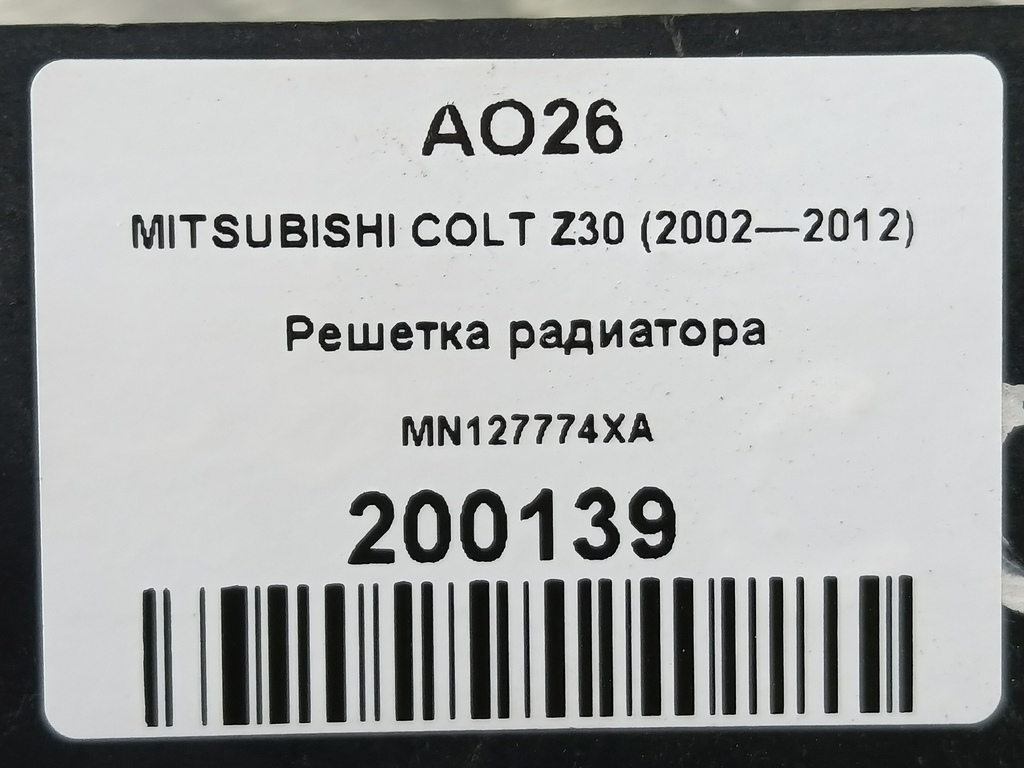 AO26
MITSUBISHI COLT Z30 (2002—2012)
Решетка радиатора
MN127774XA
200139